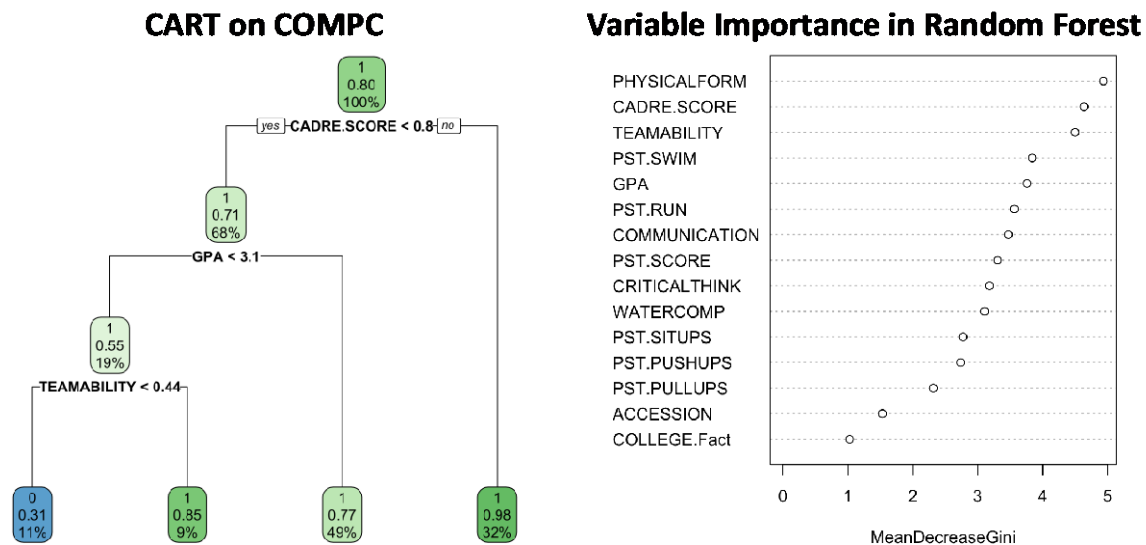 CART on COMPC
1
0.80
100%
yes CADRE.SCORE < 0.8 no
1
0.71
68%
GPA < 3.1
1
0.55
19%
TEAMABILITY < 0.44
0
0.31
11%
1
0.85
9%
1
0.77
49%
1
0.98
32%
Variable Importance in Random Forest
PHYSICALFORM
CADRE.SCORE
TEAMABILITY
PST.SWIM
GPA
PST.RUN
COMMUNICATION
PST.SCORE
CRITICALTHINK
WATERCOMP
PST.SITUPS
PST.PUSHUPS
PST.PULLUPS
ACCESSION
COLLEGE.Fact
0 1 2 3 4 5
MeanDecreaseGini